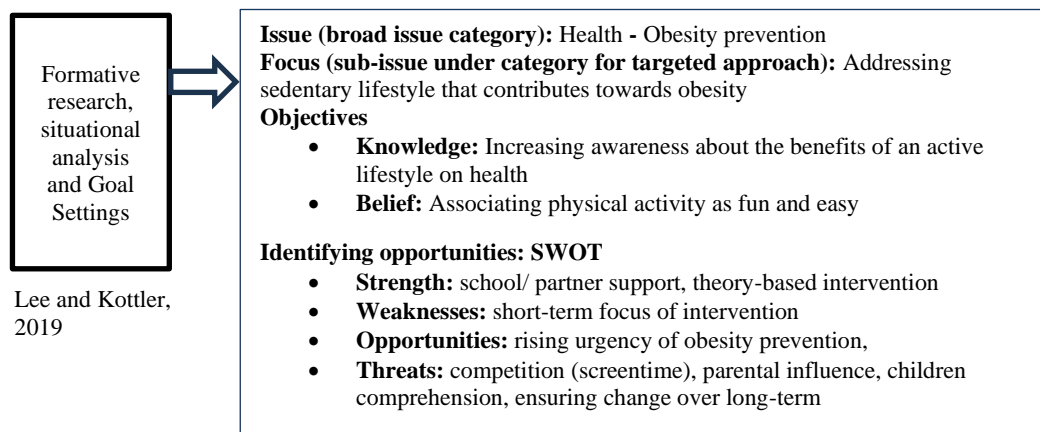 Formative
research,
situational
analysis
and Goal
Settings
Lee and Kottler,
2019
Issue (broad issue category): Health - Obesity prevention
Focus (sub-issue under category for targeted approach): Addressing
sedentary lifestyle that contributes towards obesity
Objectives
• Knowledge: Increasing awareness about the benefits of an active
lifestyle on health
• Belief: Associating physical activity as fun and easy
Identifying opportunities: SWOT
• Strength: school/ partner support, theory-based intervention
• Weaknesses: short-term focus of intervention
• Opportunities: rising urgency of obesity prevention,
• Threats: competition (screentime), parental influence, children
comprehension, ensuring change over long-term